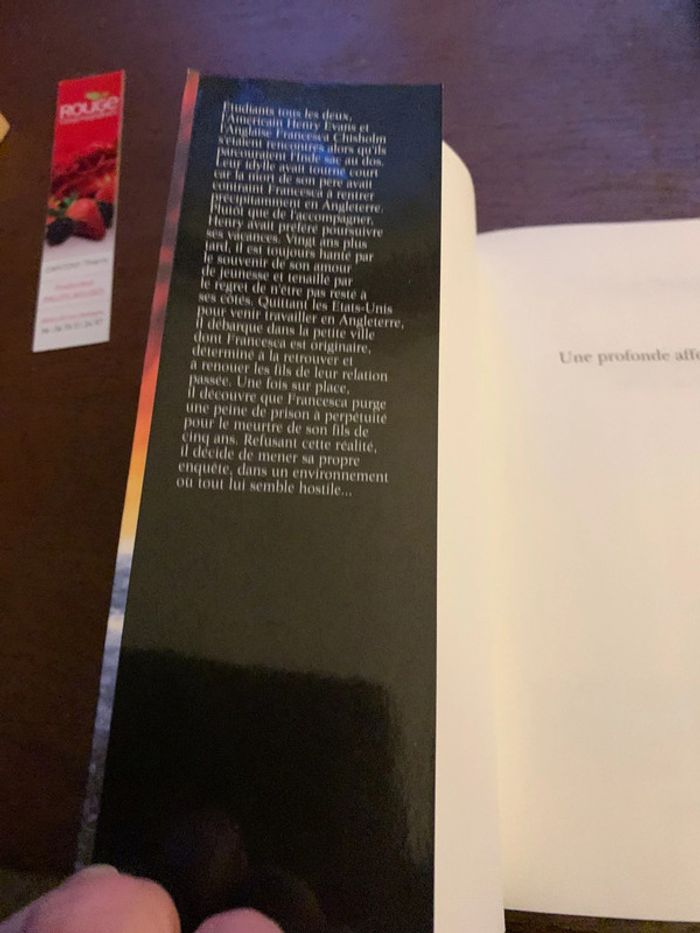 ROUGE
Étudiants tous les deux,
l'Américain Henry Evans et
l'Anglaise Francesca Chisholm
s'étaient rencontrés alors qu'ils
parcouraient l'Inde sac au dos.
Leur idylle avait tourné court
car la mort de son père avait
contraint Francesca à rentrer
précipitamment en Angleterre.
Plutôt que de l'accompagner,
Henry avait préféré poursuivre
ses vacances. Vingt ans plus
tard, il est toujours hanté par
le souvenir de son amour
de jeunesse et tenaillé par
le regret de n'être pas resté à
ses côtés. Quittant les États-Unis
pour venir travailler en Angleterre,
il débarque dans la petite ville
dont Francesca est originaire,
déterminé à la retrouver et
à renouer les fils de leur relation
passée. Une fois sur place,
il découvre que Francesca purge
une peine de prison à perpétuité
pour le meurtre de son fils de
cinq ans. Refusant cette réalité,
il décide de mener sa propre
enquête, dans un environnement
où tout lui semble hostile...
Une profonde affe